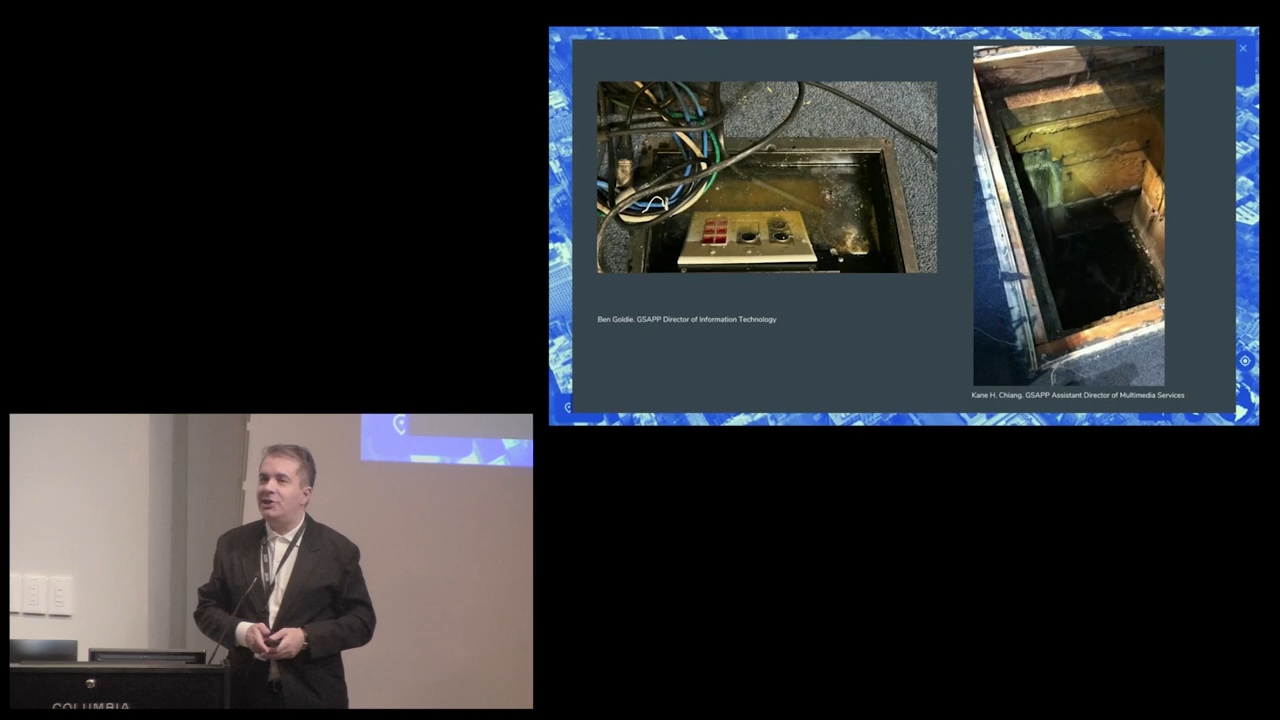 Ben Goldie. GSAPP Director of Information Technology
Kane H. Chiang. GSAPP Assistant Director of Multimedia Services
COLUMBIA